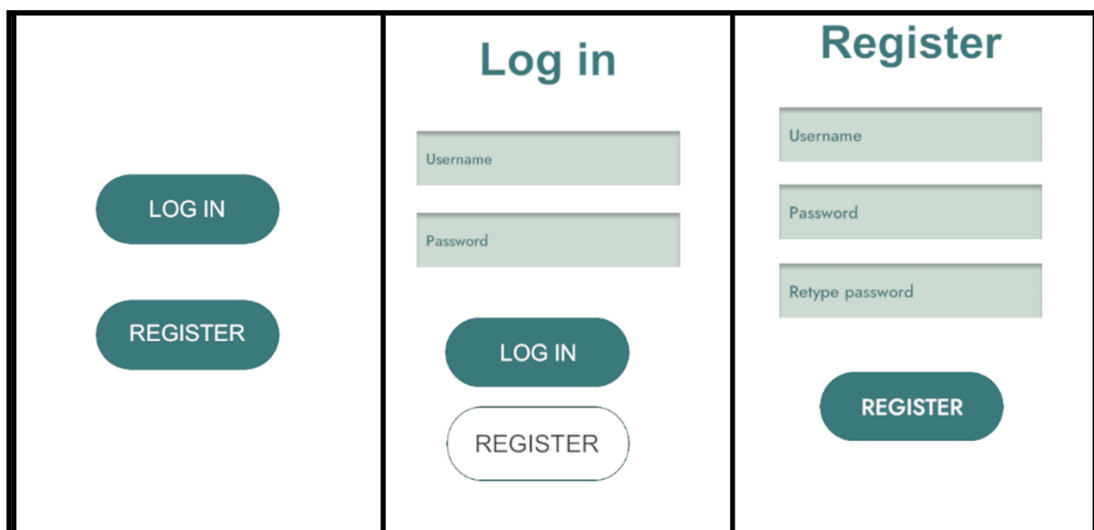 LOG IN
REGISTER
Log in
Username
Password
LOG IN
REGISTER
Register
Username
Password
Retype password
REGISTER